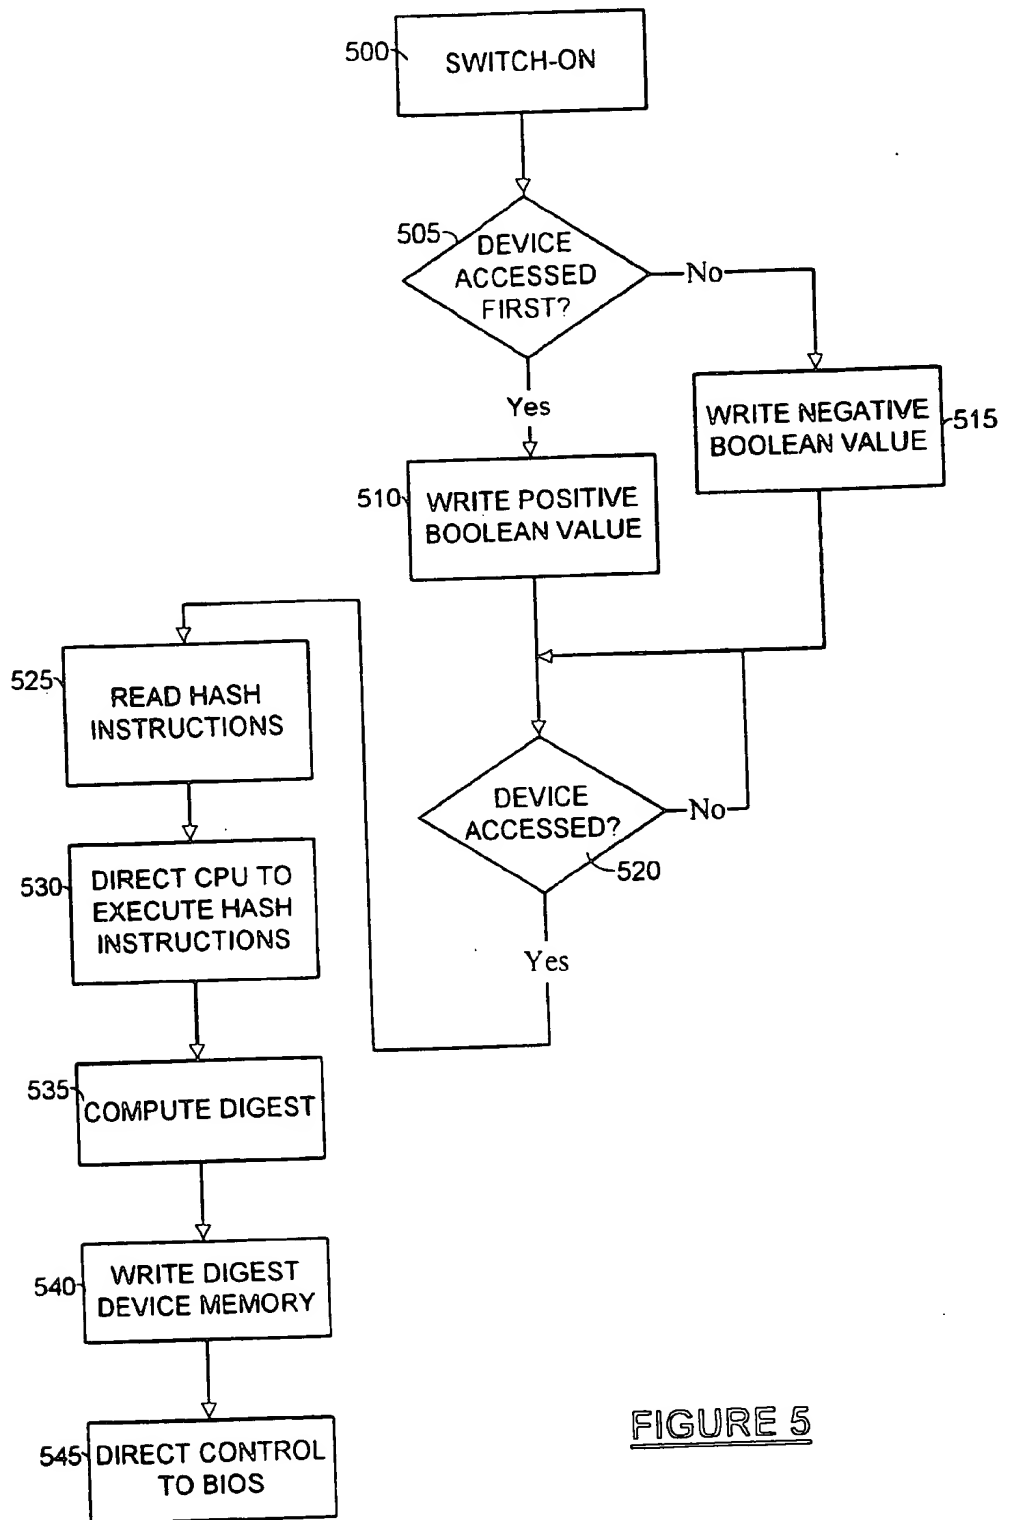 500
SWITCH-ON
505
DEVICE
ACCESSED
FIRST?
No
Yes
WRITE NEGATIVE
BOOLEAN VALUE
515
510
WRITE POSITIVE
BOOLEAN VALUE
525
READ HASH
INSTRUCTIONS
DEVICE
ACCESSED?
No
520
Yes
530
DIRECT CPU TO
EXECUTE HASH
INSTRUCTIONS
535
COMPUTE DIGEST
540
WRITE DIGEST
DEVICE MEMORY
545
DIRECT CONTROL
TO BIOS
FIGURE 5